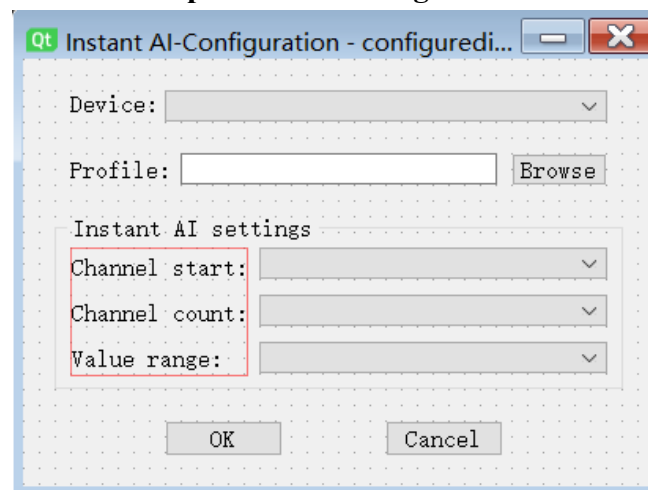 Qt Instant AI-Configuration - configuredi...
Device:
Profile: Browse
Instant AI settings
Channel start:
Channel count:
Value range:
OK Cancel